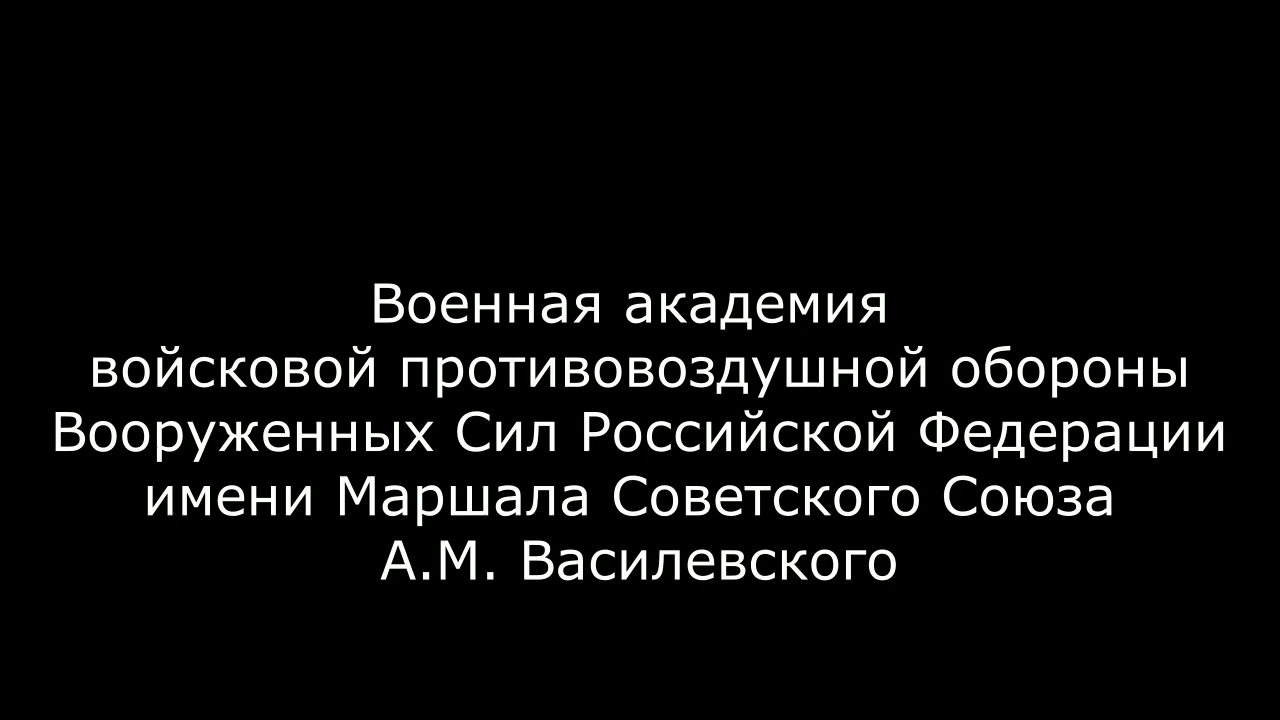 Военная академия
войсковой противовоздушной обороны
Вооруженных Сил Российской Федерации
имени Маршала Советского Союза
А.М. Василевского